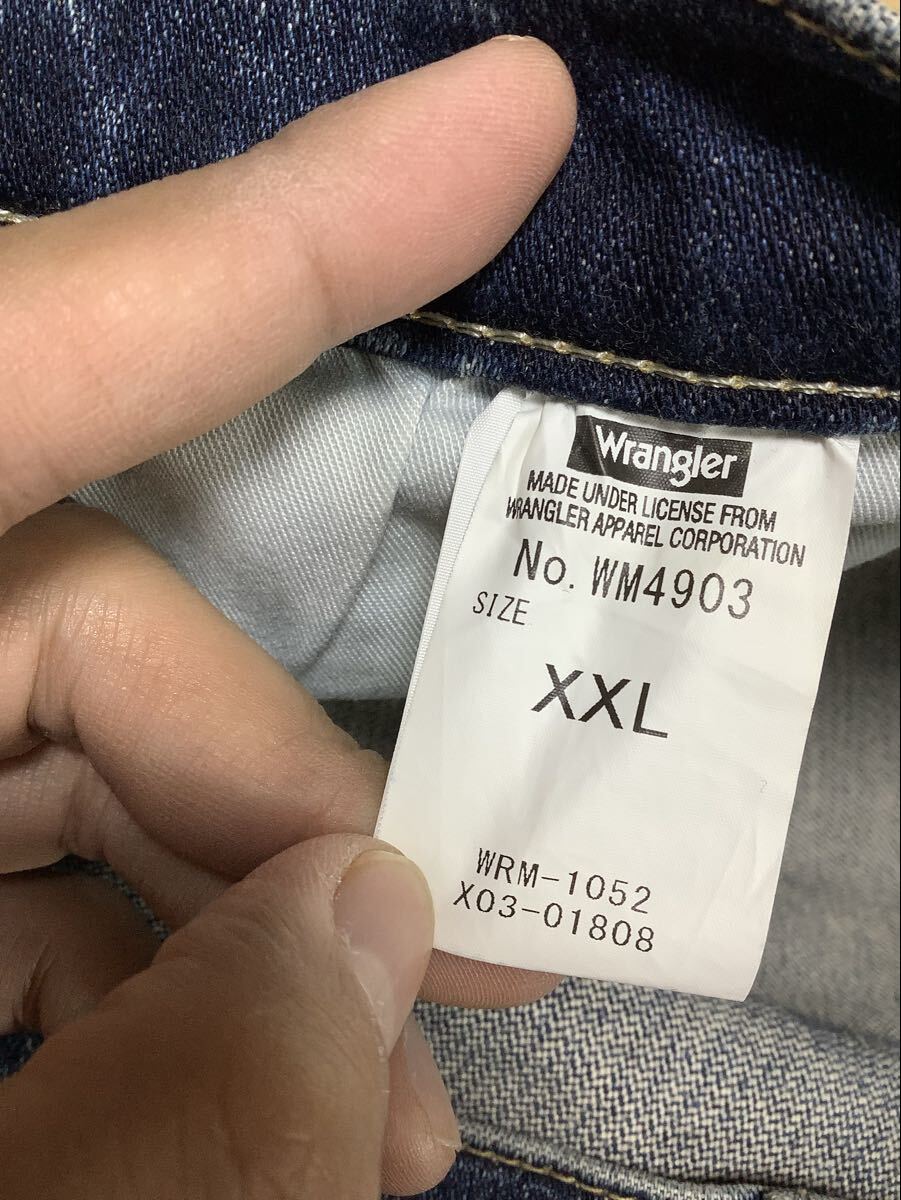 Wrangler
MADE UNDER LICENSE FROM
WRANGLER APPAREL CORPORATION
No. WM4903
SIZE
XXL
WRM-1052
X03-01808